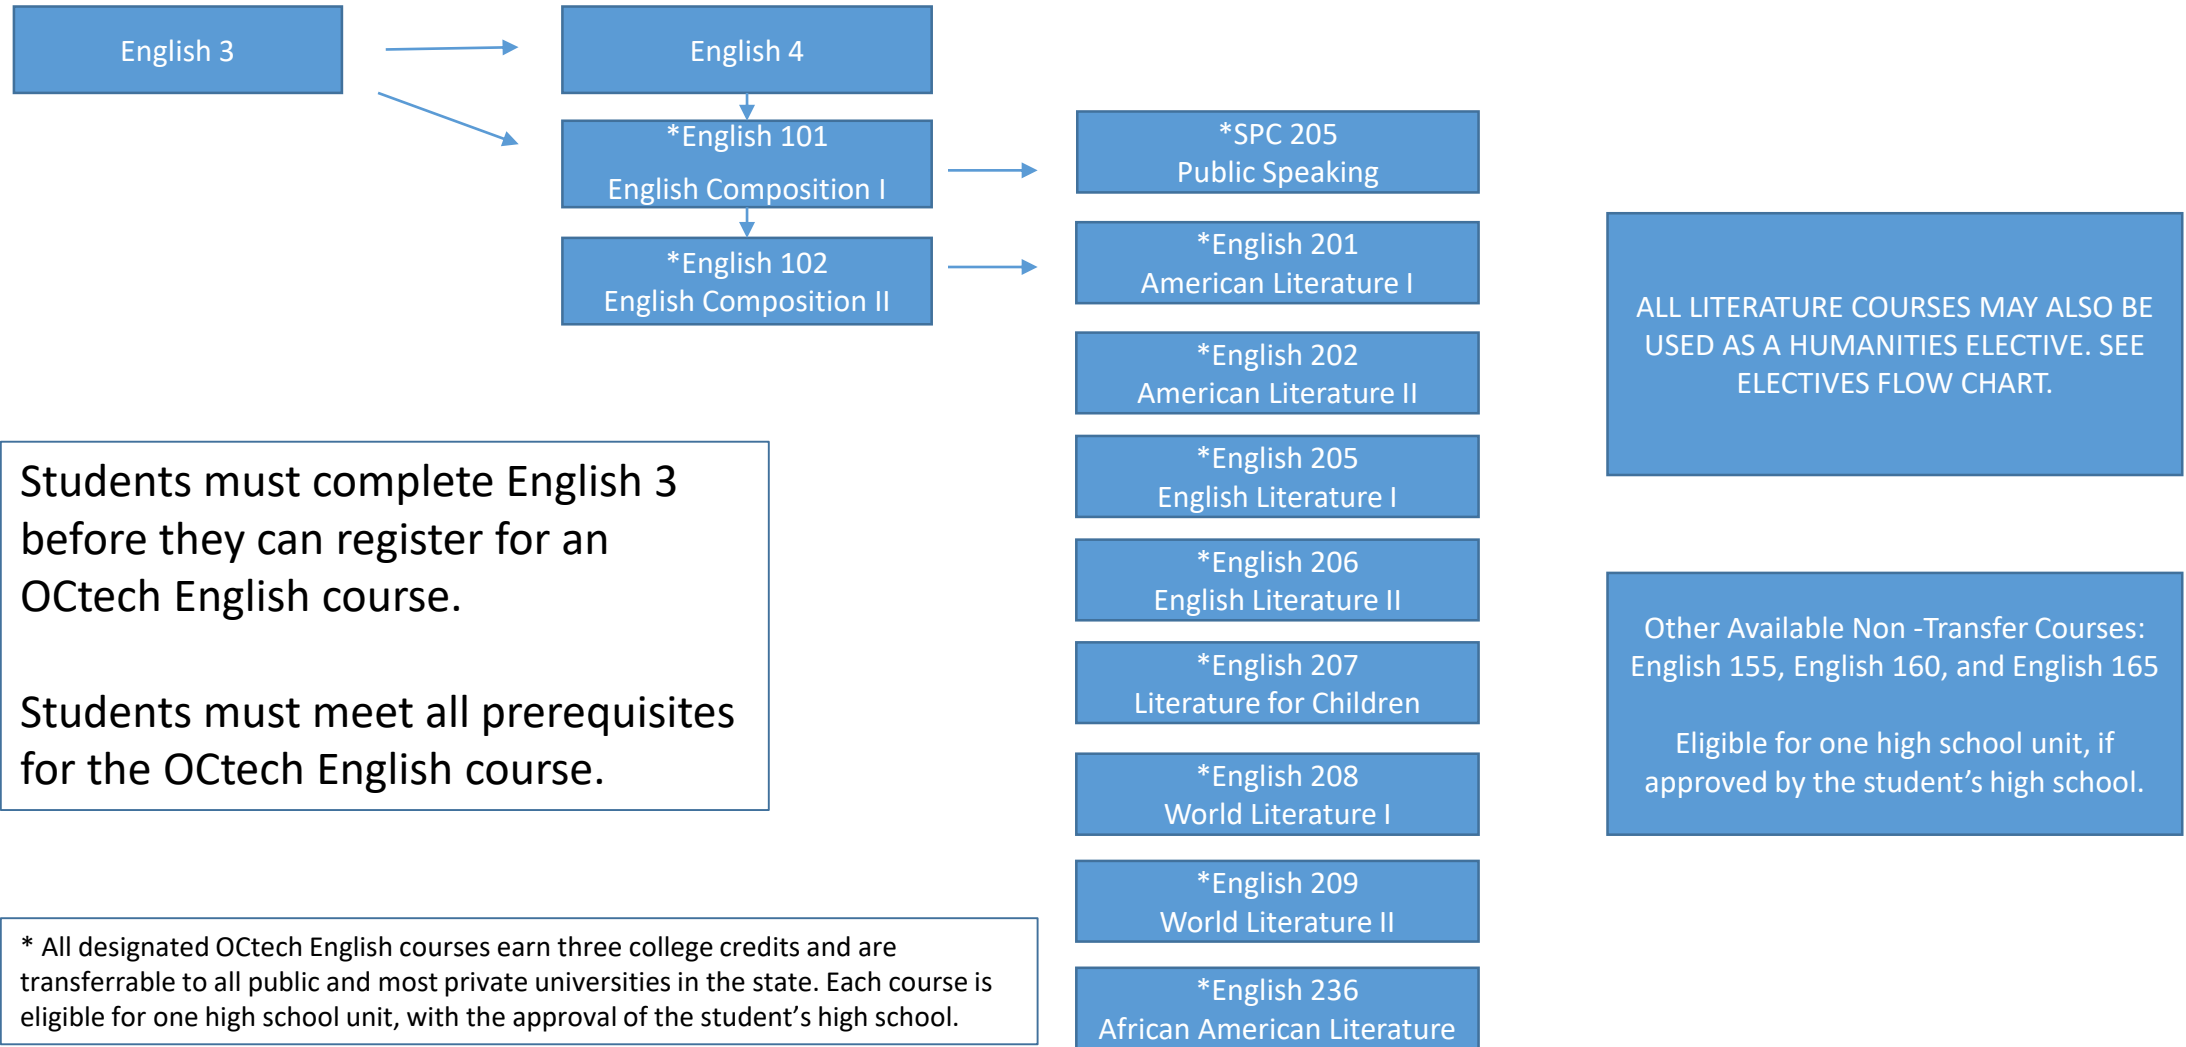 English 3
English 4
*English 101
English Composition I
*English 102
English Composition II
*SPC 205
Public Speaking
*English 201
American Literature I
*English 202
American Literature II
*English 205
English Literature I
*English 206
English Literature II
*English 207
Literature for Children
*English 208
World Literature I
*English 209
World Literature II
*English 236
African American Literature
ALL LITERATURE COURSES MAY ALSO BE
USED AS A HUMANITIES ELECTIVE. SEE
ELECTIVES FLOW CHART.
Other Available Non -Transfer Courses:
English 155, English 160, and English 165
Eligible for one high school unit, if
approved by the student’s high school.
Students must complete English 3
before they can register for an
OCtech English course.
Students must meet all prerequisites
for the OCtech English course.
* All designated OCtech English courses earn three college credits and are
transferrable to all public and most private universities in the state. Each course is
eligible for one high school unit, with the approval of the student’s high school.